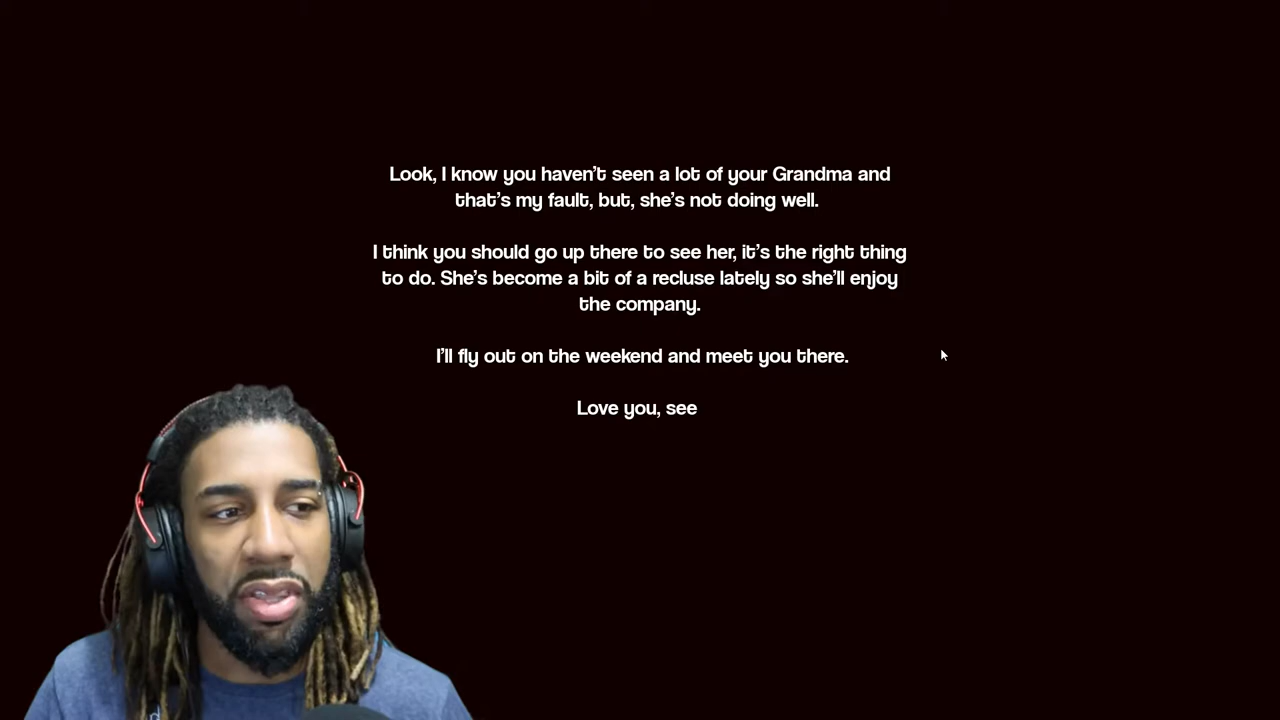 Look, I know you haven't seen a lot of your Grandma and
that's my fault, but, she's not doing well.
I think you should go up there to see her, it's the right thing
to do. She's become a bit of a recluse lately so she'll enjoy
the company.
I'll fly out on the weekend and meet you there.
Love you, see